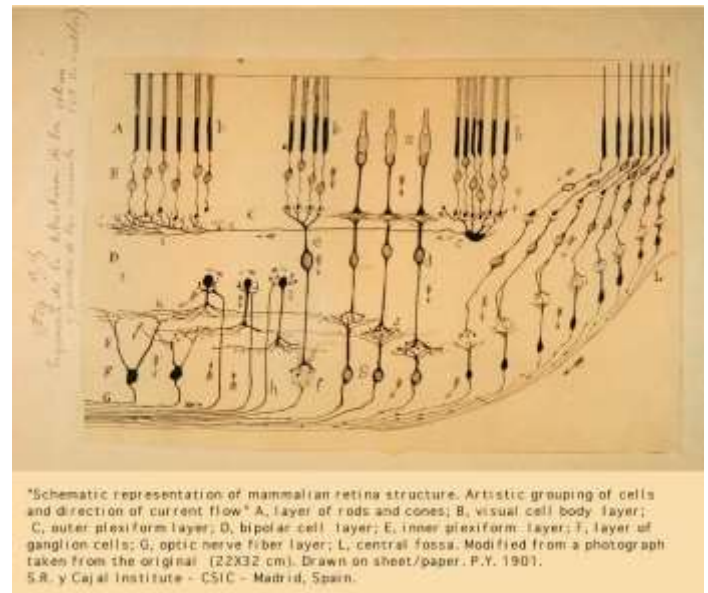 Fig
A
B
C
D
G
L
h
f
"Schematic representation of mammalian retina structure. Artistic grouping of cells
and direction of current flow" A, layer of rods and cones; B, visual cell body layer;
C, outer plexiform layer; D, bipolar cell layer; E, inner plexiform layer; F, layer of
ganglion cells; G, optic nerve fiber layer; L, central fossa. Modified from a photograph
taken from the original (22X32 cm). Drawn on sheet/paper. P.Y. 1901.
S.R. y Cajal Institute - CSIC - Madrid, Spain.